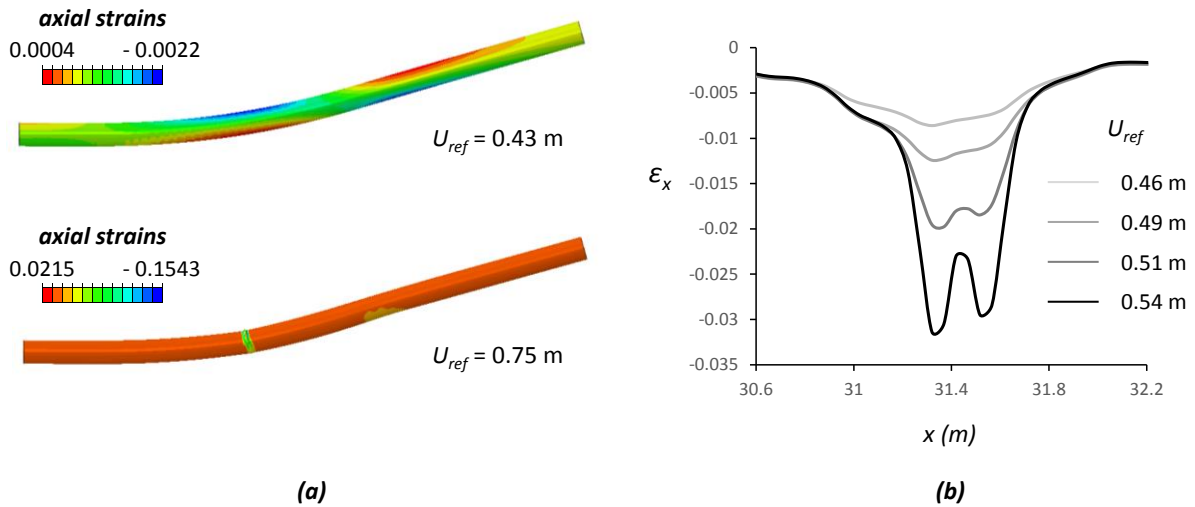 axial strains
0.0004 - 0.0022
U_ref = 0.43 m
axial strains
0.0215 - 0.1543
U_ref = 0.75 m
(a)
0
-0.005
-0.01
-0.015
-0.02
-0.025
-0.03
-0.035
ε_x
30.6 31 31.4 31.8 32.2
x (m)
U_ref
0.46 m
0.49 m
0.51 m
0.54 m
(b)